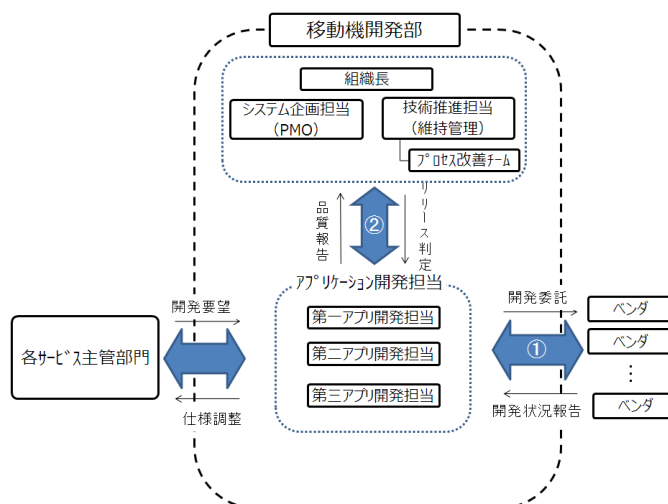 移動機開発部
組織長
システム企画担当
（PMO）
技術推進担当
（維持管理）
ﾌﾟﾛｾｽ改善ﾁｰﾑ
品質報告
②
リリース判定
ｱﾌﾟﾘｹｰｼｮﾝ開発担当
第一ｱﾌﾟﾘ開発担当
第二ｱﾌﾟﾘ開発担当
第三ｱﾌﾟﾘ開発担当
開発要望
各ｻｰﾋﾞｽ主管部門
仕様調整
開発委託
①
開発状況報告
ﾍﾞﾝﾀﾞ
ﾍﾞﾝﾀﾞ
⋮
ﾍﾞﾝﾀﾞ